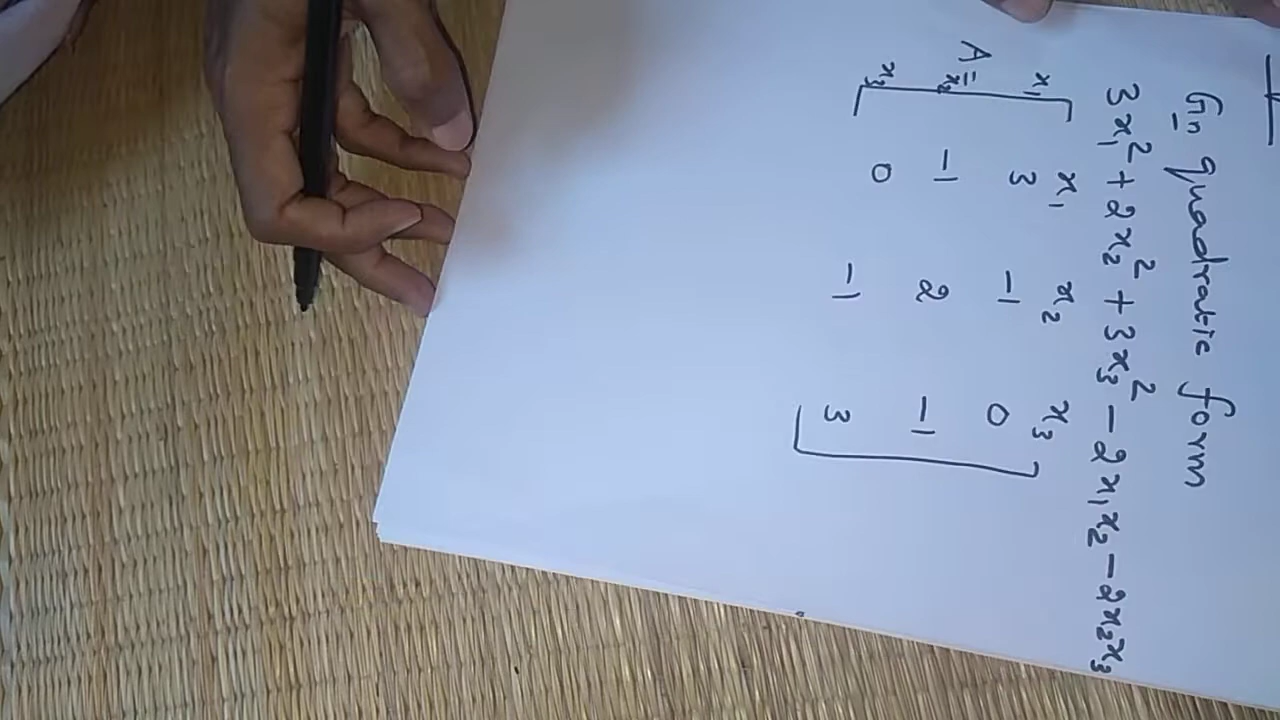 Gn quadratic form
3x₁² + 2x₂² + 3x₃² - 2x₁x₂ - 2x₂x₃
x₁ x₂ x₃
x₁ 3 -1 0
A = x₂ -1 2 -1
x₃ 0 -1 3